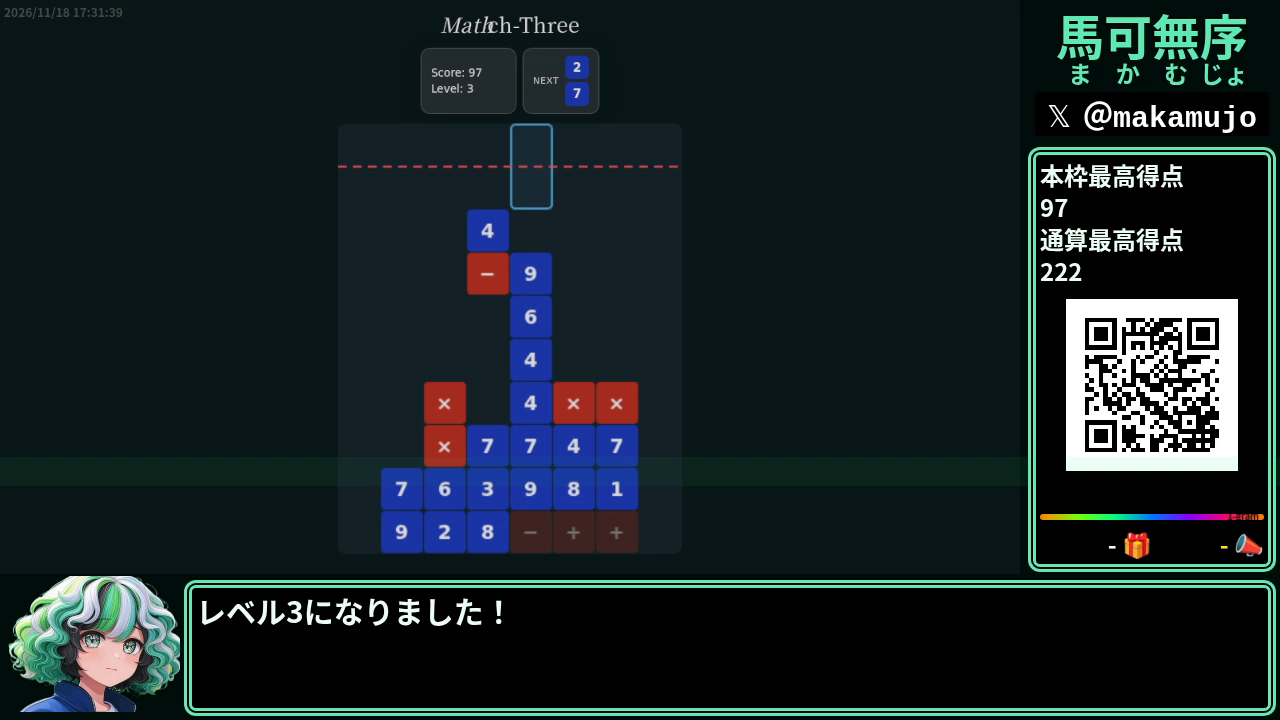 2026/11/18 17:31:39
Match-Three
Score: 97
Level: 3
NEXT
2
7
4
− 9
6
4
× 4 × ×
× 7 7 4 7
7 6 3 9 8 1
9 2 8 − + +
馬可無序
ま か む じょ
𝕏 @makamujo
本枠最高得点
97
通算最高得点
222
- 🎁 - 📣
レベル3になりました！